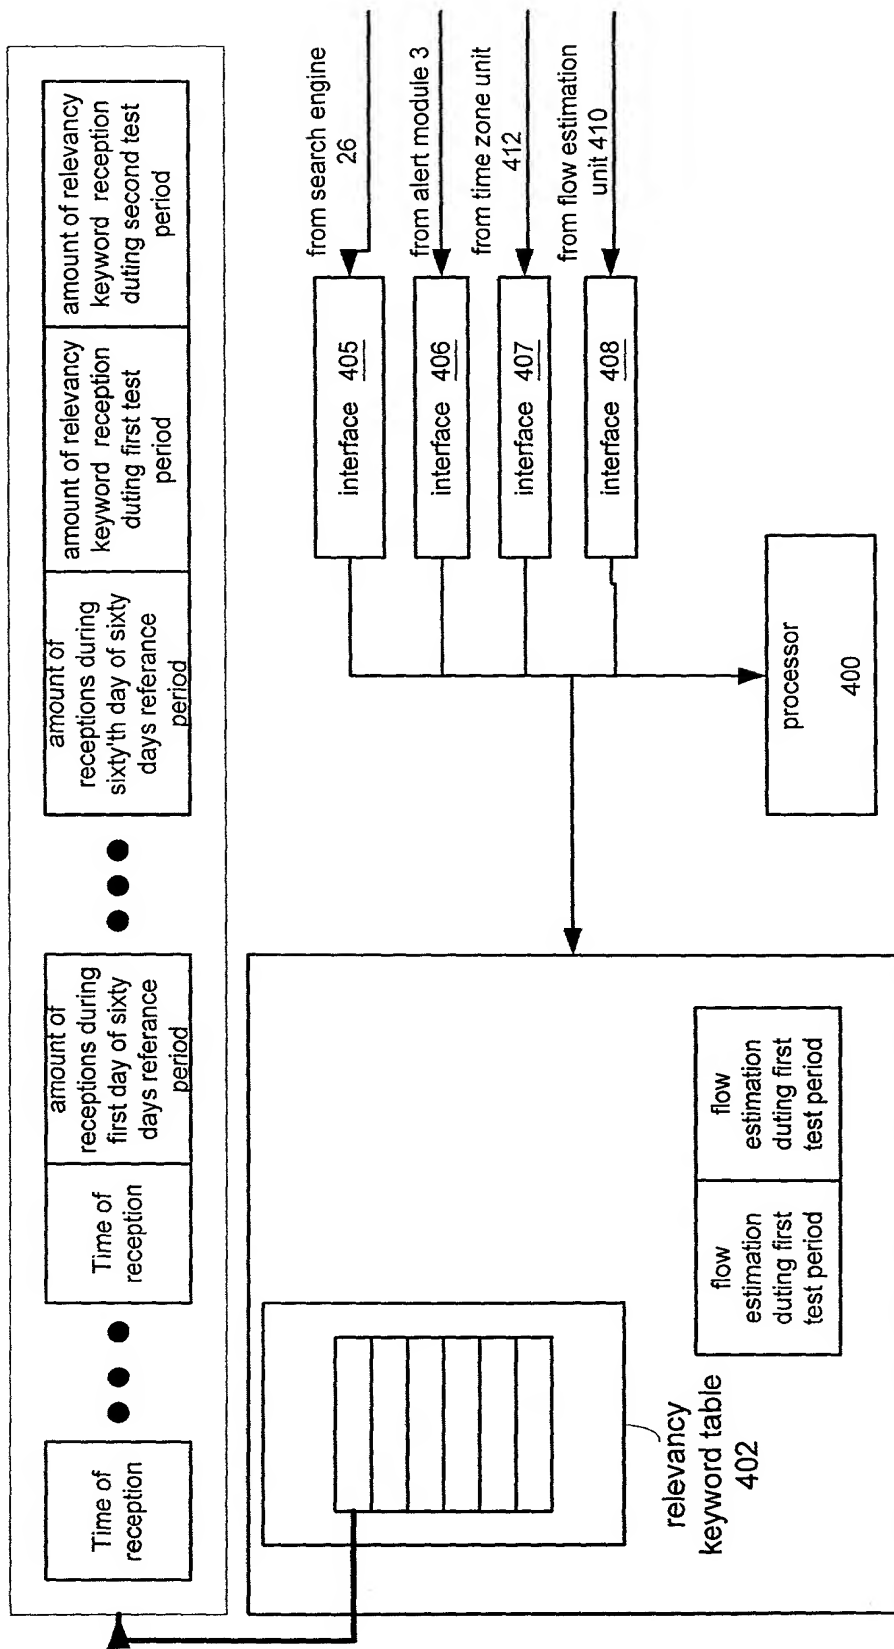 Time of
reception
Time of
reception
amount of
receptions during
first day of sixty
days referance
period
amount of
receptions during
sixty'th day of sixty
days referance
period
amount of relevancy
keyword reception
duting first test
period
amount of relevancy
keyword reception
duting second test
period
relevancy
keyword table
402
flow
estimation
duting first
test period
flow
estimation
duting first
test period
interface 405
from search engine
26
interface 406
from alert module 3
interface 407
from time zone unit
412
interface 408
from flow estimation
unit 410
processor
400